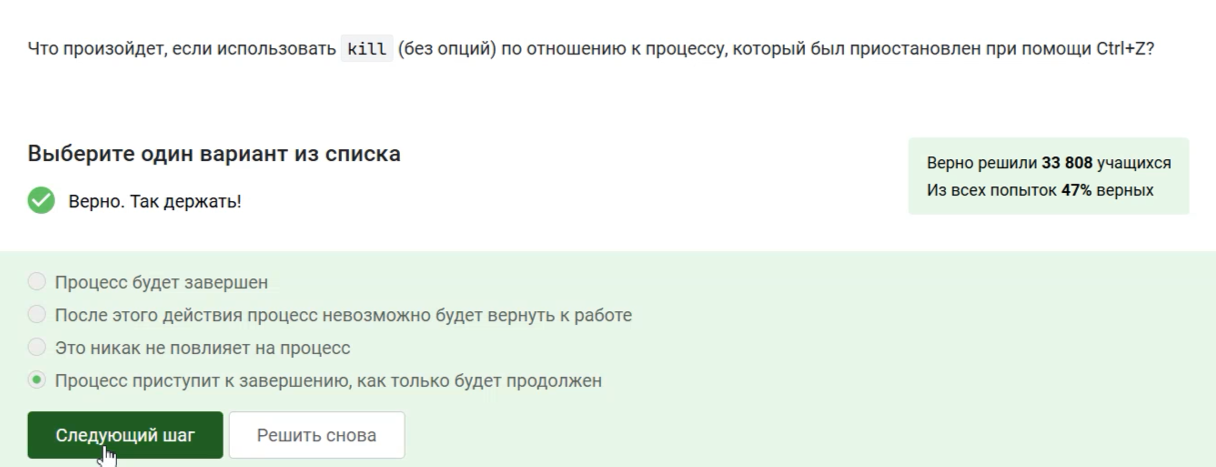 Что произойдет, если использовать kill (без опций) по отношению к процессу, который был приостановлен при помощи Ctrl+Z?
Выберите один вариант из списка
Верно. Так держать!
Верно решили 33 808 учащихся
Из всех попыток 47% верных
Процесс будет завершен
После этого действия процесс невозможно будет вернуть к работе
Это никак не повлияет на процесс
Процесс приступит к завершению, как только будет продолжен
Следующий шаг
Решить снова